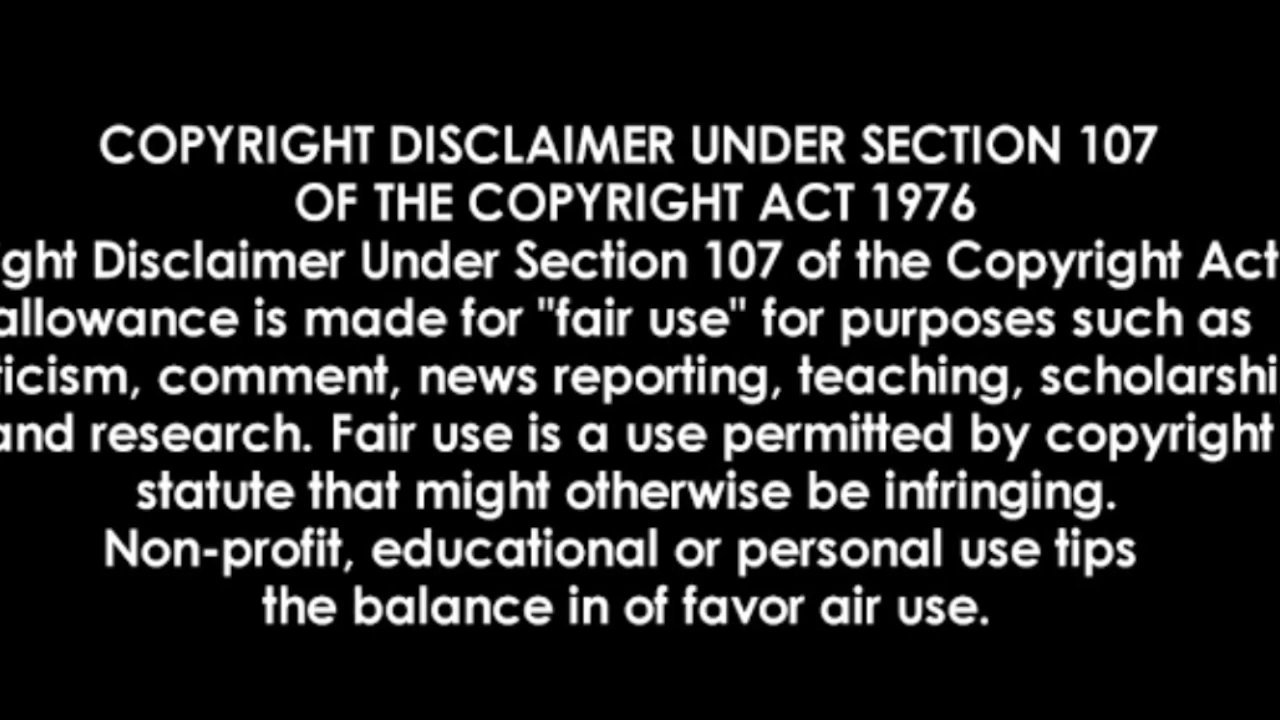 COPYRIGHT DISCLAIMER UNDER SECTION 107
OF THE COPYRIGHT ACT 1976
ght Disclaimer Under Section 107 of the Copyright Act
allowance is made for "fair use" for purposes such as
icism, comment, news reporting, teaching, scholarshi
and research. Fair use is a use permitted by copyright
statute that might otherwise be infringing.
Non-profit, educational or personal use tips
the balance in of favor air use.